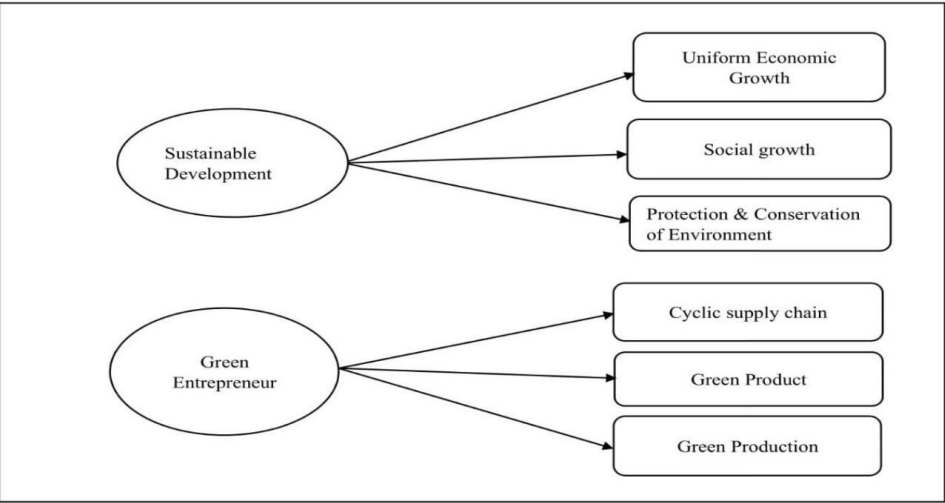 Uniform Economic
Growth
Sustainable
Development
Social growth
Protection & Conservation
of Environment
Cyclic supply chain
Green
Entrepreneur
Green Product
Green Production